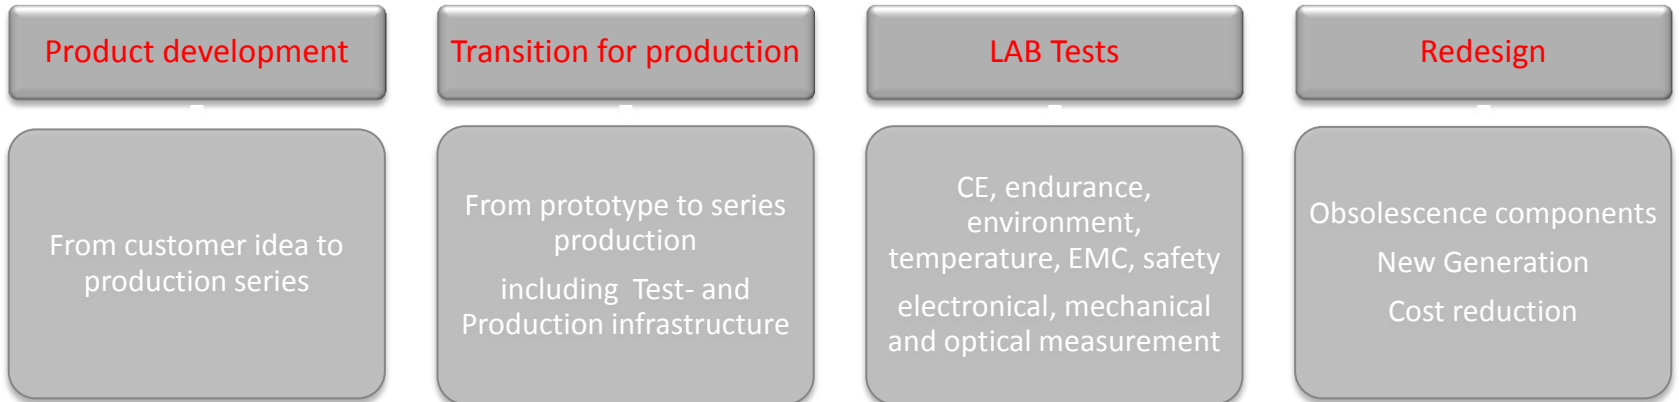 Product development
From customer idea to
production series
Transition for production
From prototype to series
production
including Test- and
Production infrastructure
LAB Tests
CE, endurance,
environment,
temperature, EMC, safety
electronical, mechanical
and optical measurement
Redesign
Obsolescence components
New Generation
Cost reduction